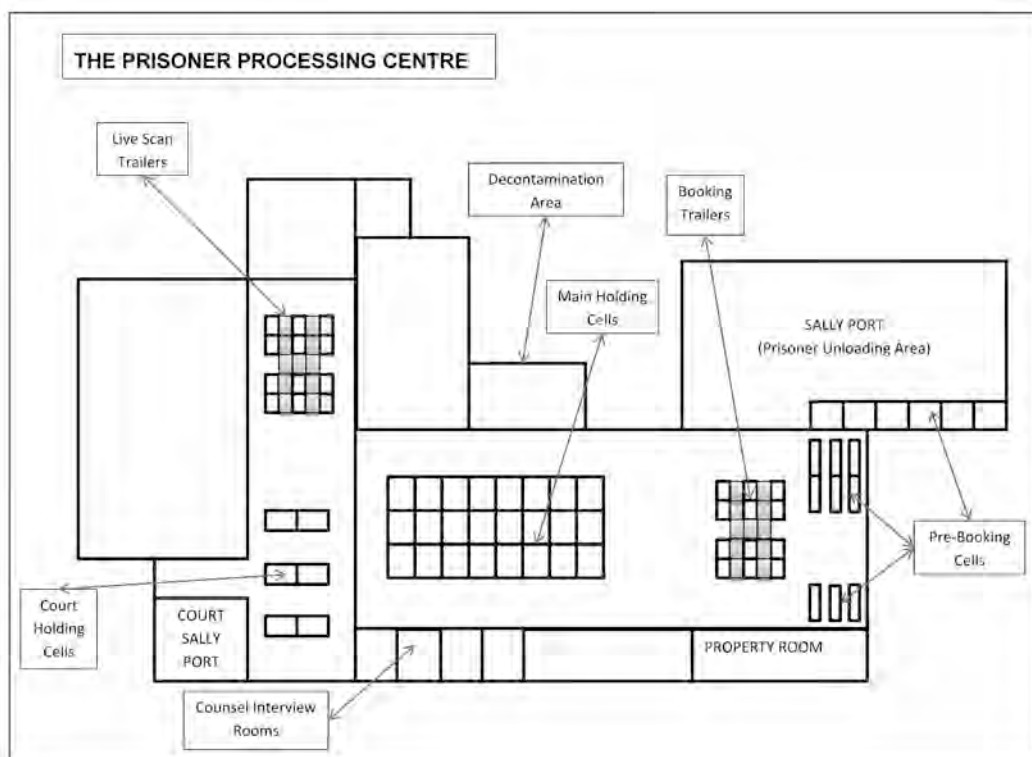 THE PRISONER PROCESSING CENTRE
Live Scan
Trailers
Decontamination
Area
Booking
Trailers
Main Holding
Cells
SALLY PORT
(Prisoner Unloading Area)
Pre-Booking
Cells
Court
Holding
Cells
COURT
SALLY
PORT
PROPERTY ROOM
Counsel Interview
Rooms